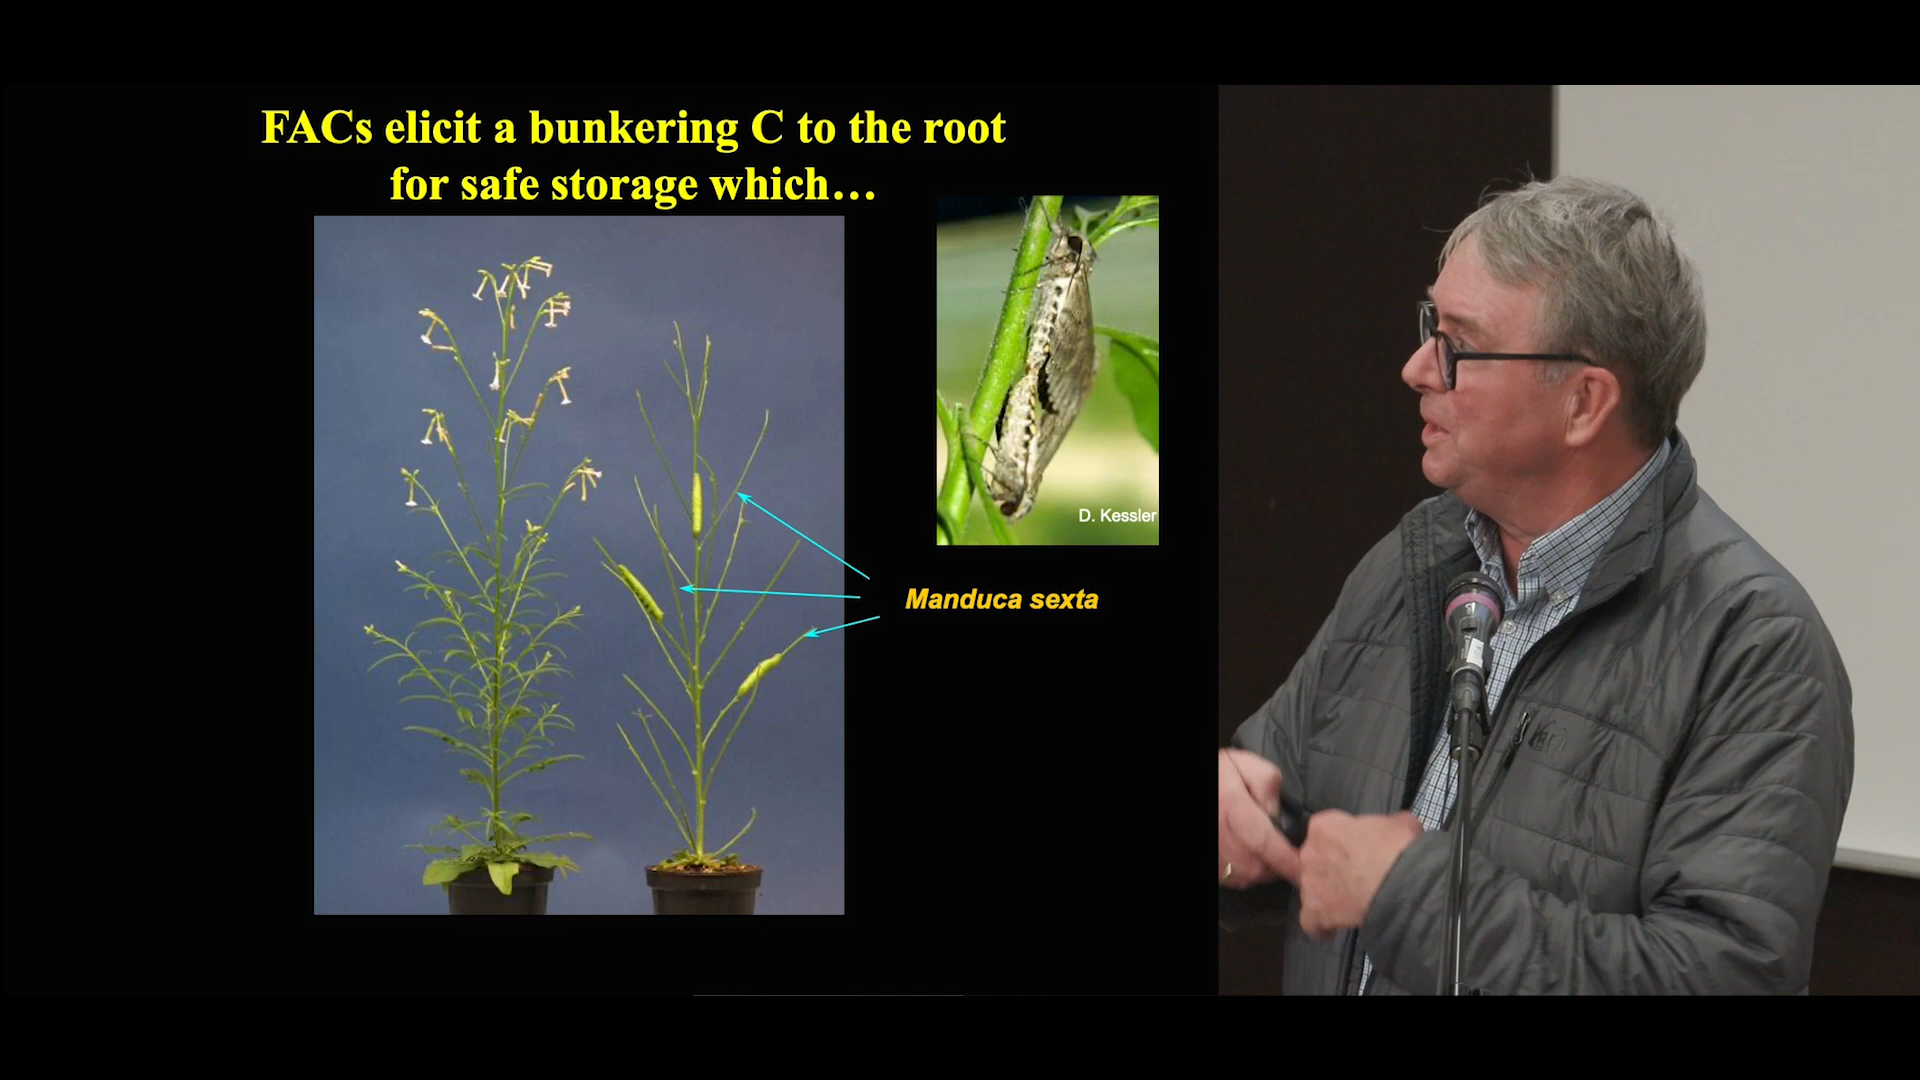 FACs elicit a bunkering C to the root
for safe storage which…
D. Kessler
Manduca sexta